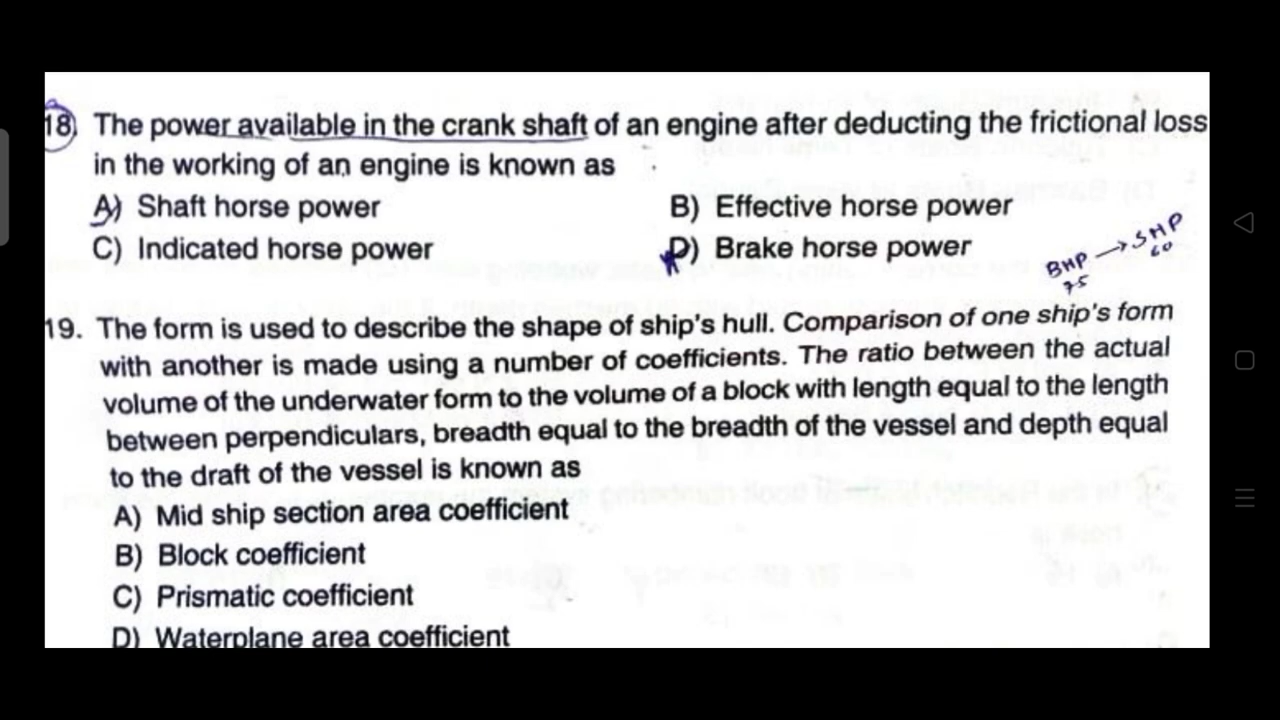 18. The power available in the crank shaft of an engine after deducting the frictional loss
in the working of an engine is known as
A) Shaft horse power B) Effective horse power
C) Indicated horse power D) Brake horse power
BHP → SHP
75 60
19. The form is used to describe the shape of ship's hull. Comparison of one ship's form
with another is made using a number of coefficients. The ratio between the actual
volume of the underwater form to the volume of a block with length equal to the length
between perpendiculars, breadth equal to the breadth of the vessel and depth equal
to the draft of the vessel is known as
A) Mid ship section area coefficient
B) Block coefficient
C) Prismatic coefficient
D) Waterplane area coefficient